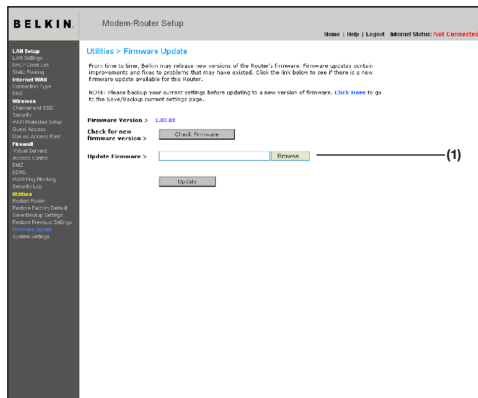 BELKIN.
Modem-Router Setup
Home | Help | Logout Internet Status: Not Connected
LAN Setup
LAN Settings
DHCP Client List
Static Routing
Internet WAN
Connection Type
DNS
Wireless
Channel and SSID
Security
Wi-Fi Protected Setup
Guest Access
Use as Access Point
Firewall
Virtual Servers
Access Control
DMZ
DDNS
WAN Ping Blocking
Security Log
Utilities
Restart Router
Restore Factory Default
Save/Backup Settings
Restore Previous Settings
Firmware Update
System Settings
Utilities > Firmware Update
From time to time, Belkin may release new versions of the Router's firmware. Firmware updates contain
improvements and fixes to problems that may have existed. Click the link below to see if there is a new
firmware update available for this Router.
NOTE: Please backup your current settings before updating to a new version of firmware. Click Here to go
to the Save/Backup current settings page.
Firmware Version >
Check for new
firmware version >
Check Firmware
Update Firmware >
Browse
(1)
Update